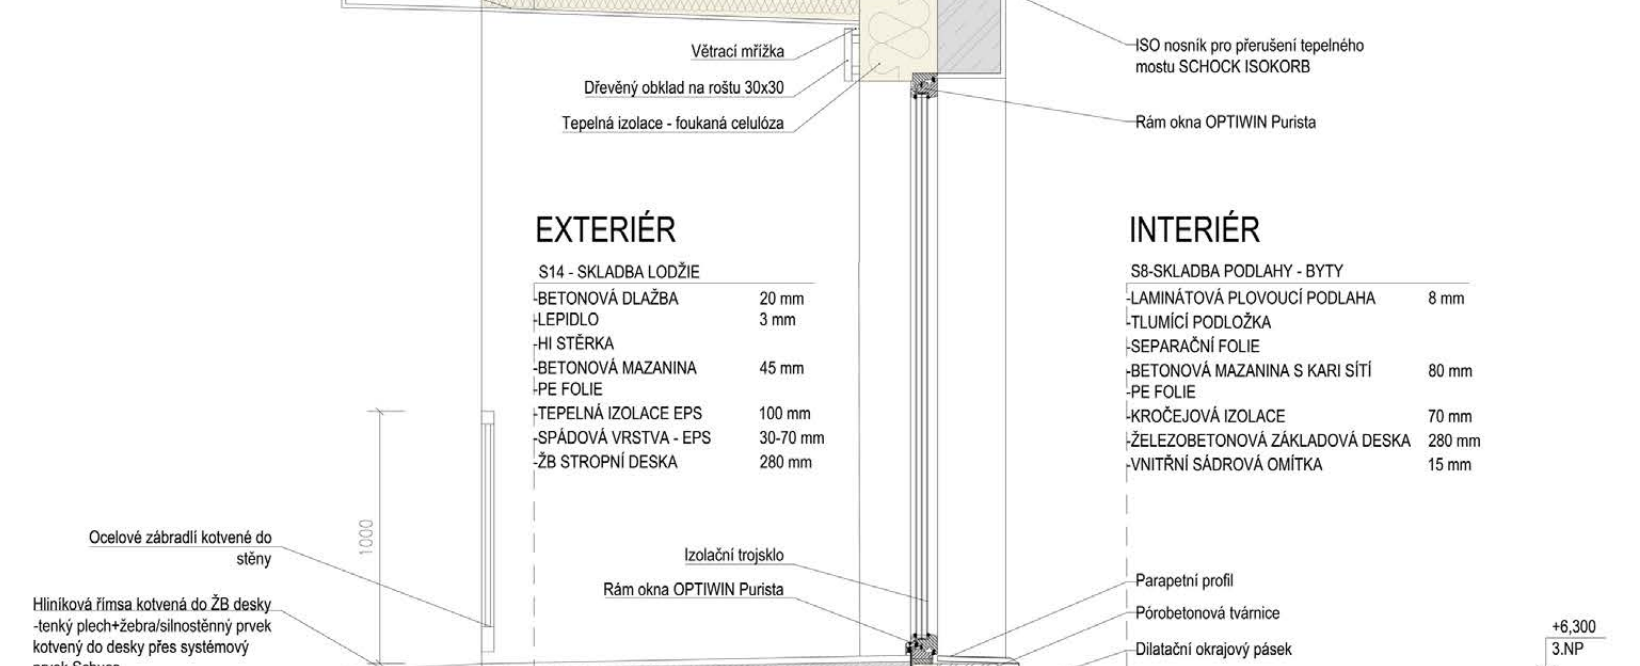 Větrací mřížka
Dřevěný obklad na roštu 30x30
Tepelná izolace - foukaná celulóza
ISO nosník pro přerušení tepelného
mostu SCHOCK ISOKORB
Rám okna OPTIWIN Purista
EXTERIÉR
S14 - SKLADBA LODŽIE
-BETONOVÁ DLAŽBA 20 mm
-LEPIDLO 3 mm
-HI STĚRKA
-BETONOVÁ MAZANINA 45 mm
-PE FOLIE
-TEPELNÁ IZOLACE EPS 100 mm
-SPÁDOVÁ VRSTVA - EPS 30-70 mm
-ŽB STROPNÍ DESKA 280 mm
INTERIÉR
S8-SKLADBA PODLAHY - BYTY
-LAMINÁTOVÁ PLOVOUCÍ PODLAHA 8 mm
-TLUMÍCÍ PODLOŽKA
-SEPARAČNÍ FOLIE
-BETONOVÁ MAZANINA S KARI SÍTÍ 80 mm
-PE FOLIE
-KROČEJOVÁ IZOLACE 70 mm
-ŽELEZOBETONOVÁ ZÁKLADOVÁ DESKA 280 mm
-VNITŘNÍ SÁDROVÁ OMÍTKA 15 mm
1000
Ocelové zábradlí kotvené do
stěny
Hliníková římsa kotvená do ŽB desky
-tenký plech+žebra/silnostěnný prvek
kotvený do desky přes systémový
Izolační trojsklo
Rám okna OPTIWIN Purista
Parapetní profil
Pórobetonová tvárnice
Dilatační okrajový pásek
+6,300
3.NP